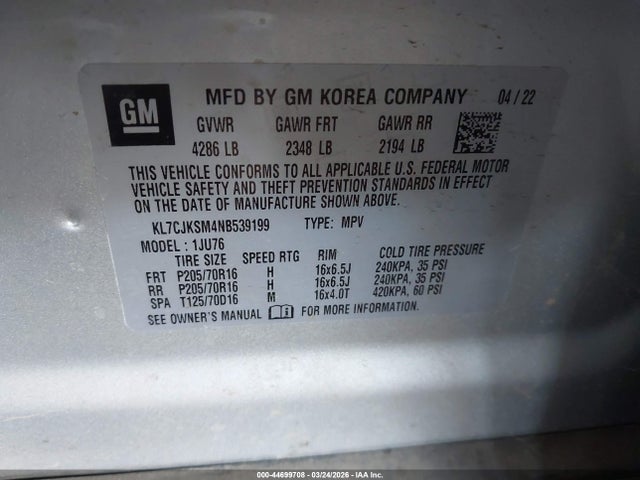 GM
MFD BY GM KOREA COMPANY 04/22
GVWR GAWR FRT GAWR RR
4286 LB 2348 LB 2194 LB
THIS VEHICLE CONFORMS TO ALL APPLICABLE U.S. FEDERAL MOTOR
VEHICLE SAFETY AND THEFT PREVENTION STANDARDS IN EFFECT
ON THE DATE OF MANUFACTURE SHOWN ABOVE.
KL7CJKSM4NB539199 TYPE: MPV
MODEL: 1JU76
TIRE SIZE SPEED RTG RIM COLD TIRE PRESSURE
FRT P205/70R16 H 16x6.5J 240KPA, 35 PSI
RR P205/70R16 H 16x6.5J 240KPA, 35 PSI
SPA T125/70D16 M 16x4.0T 420KPA, 60 PSI
SEE OWNER'S MANUAL FOR MORE INFORMATION.
000-44699708 - 03/24/2026 - IAA Inc.